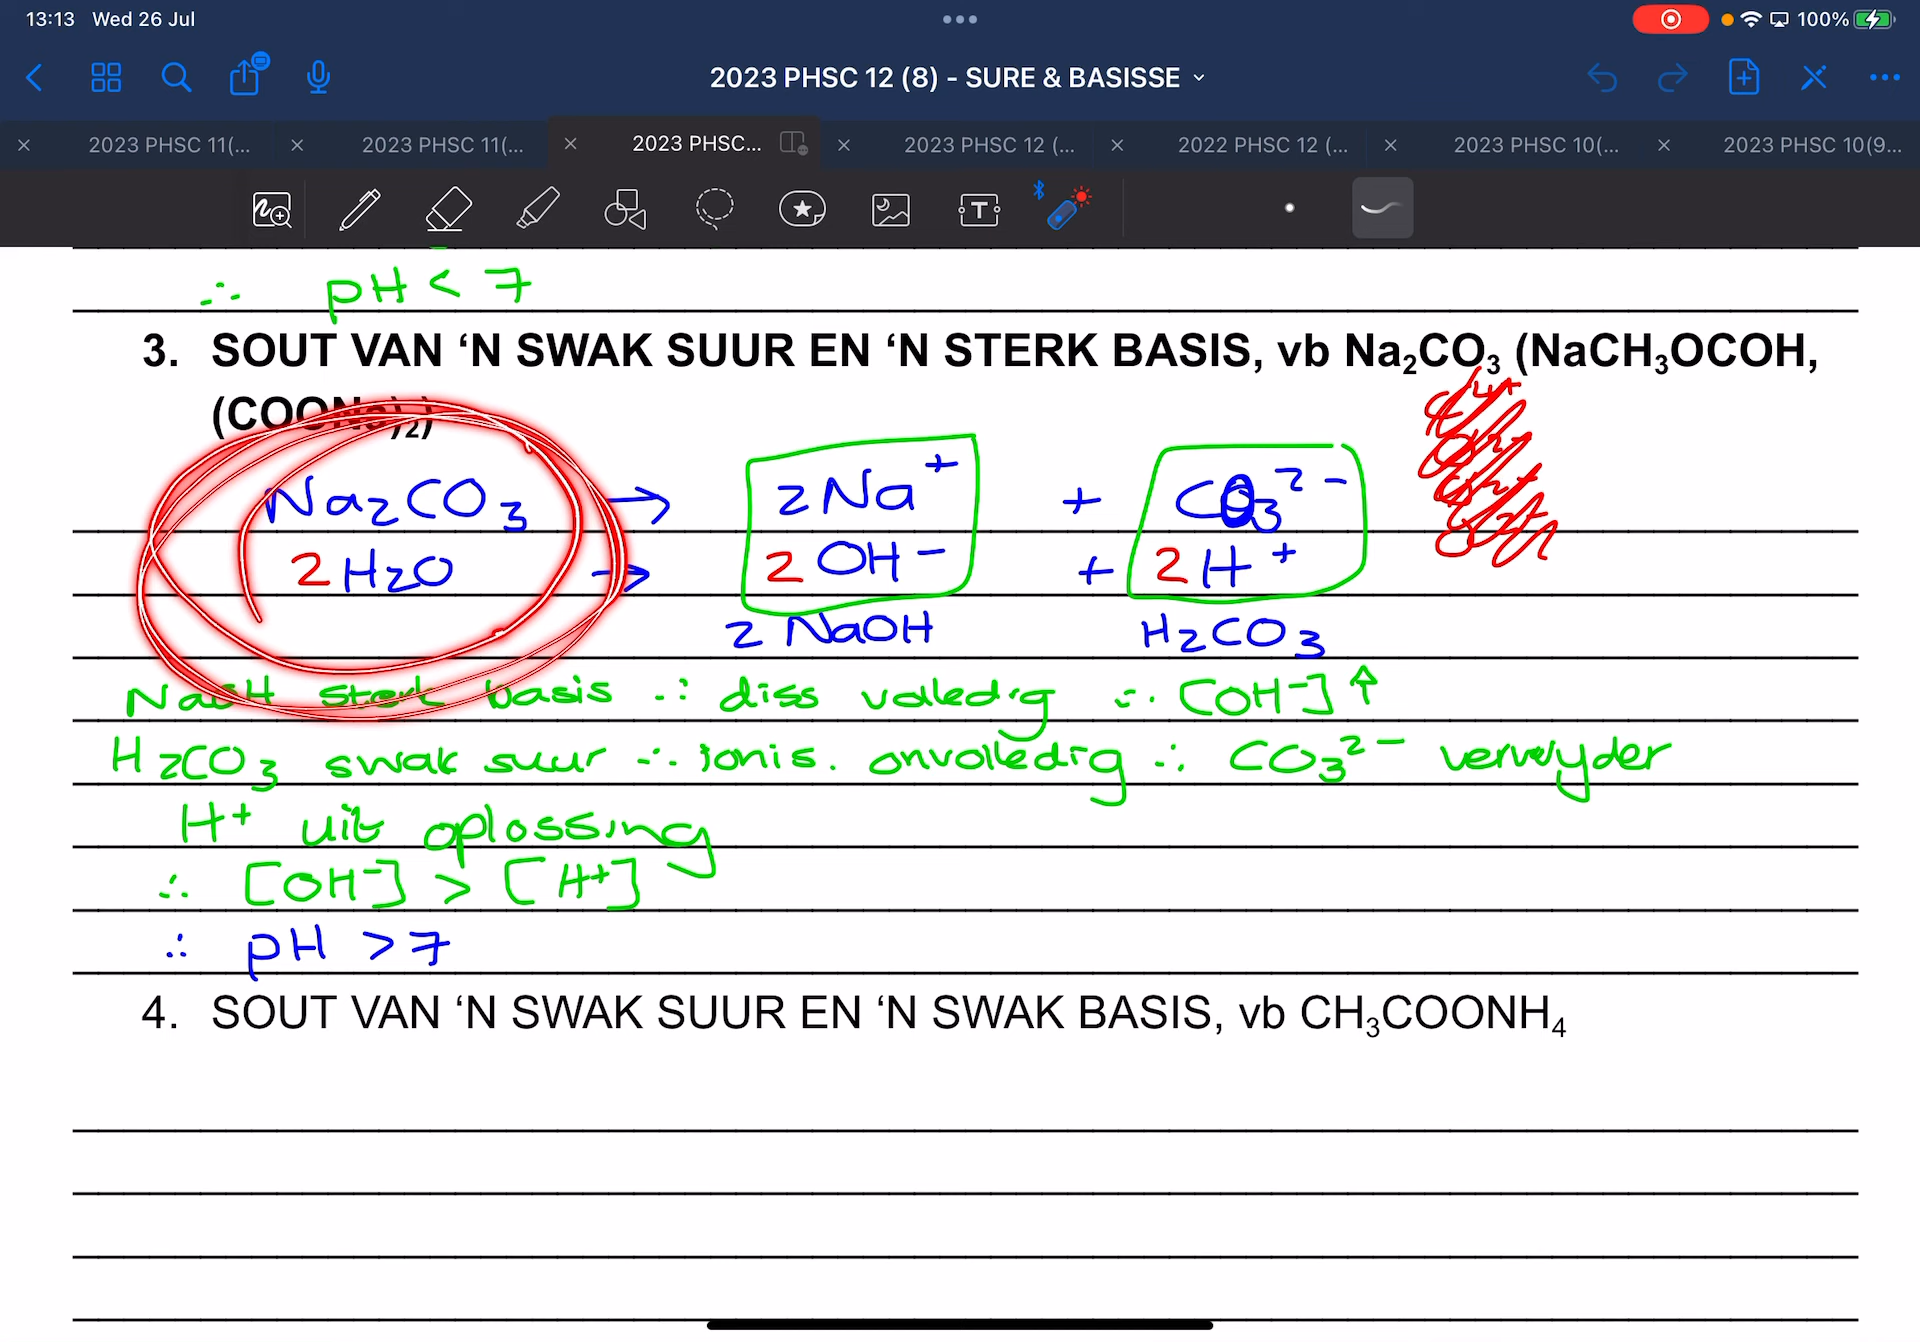 13:13 Wed 26 Jul
100%
2023 PHSC 12 (8) - SURE & BASISSE
2023 PHSC 11(...
2023 PHSC 11(...
2023 PHSC...
2023 PHSC 12 (...
2022 PHSC 12 (...
2023 PHSC 10(...
2023 PHSC 10(9...
∴ pH < 7
3. SOUT VAN ‘N SWAK SUUR EN ‘N STERK BASIS, vb Na₂CO₃ (NaCH₃OCOH,
(COONa)₂)
Na₂CO₃ → 2Na⁺ + CO₃²⁻
2H₂O → 2OH⁻ + 2H⁺
2 NaOH H₂CO₃
NaOH sterk basis ∴ diss volledig ∴ [OH⁻] ↑
H₂CO₃ swak suur ∴ ionis. onvolledig ∴ CO₃²⁻ verwyder
H⁺ uit oplossing
∴ [OH⁻] > [H⁺]
∴ pH > 7
4. SOUT VAN ‘N SWAK SUUR EN ‘N SWAK BASIS, vb CH₃COONH₄